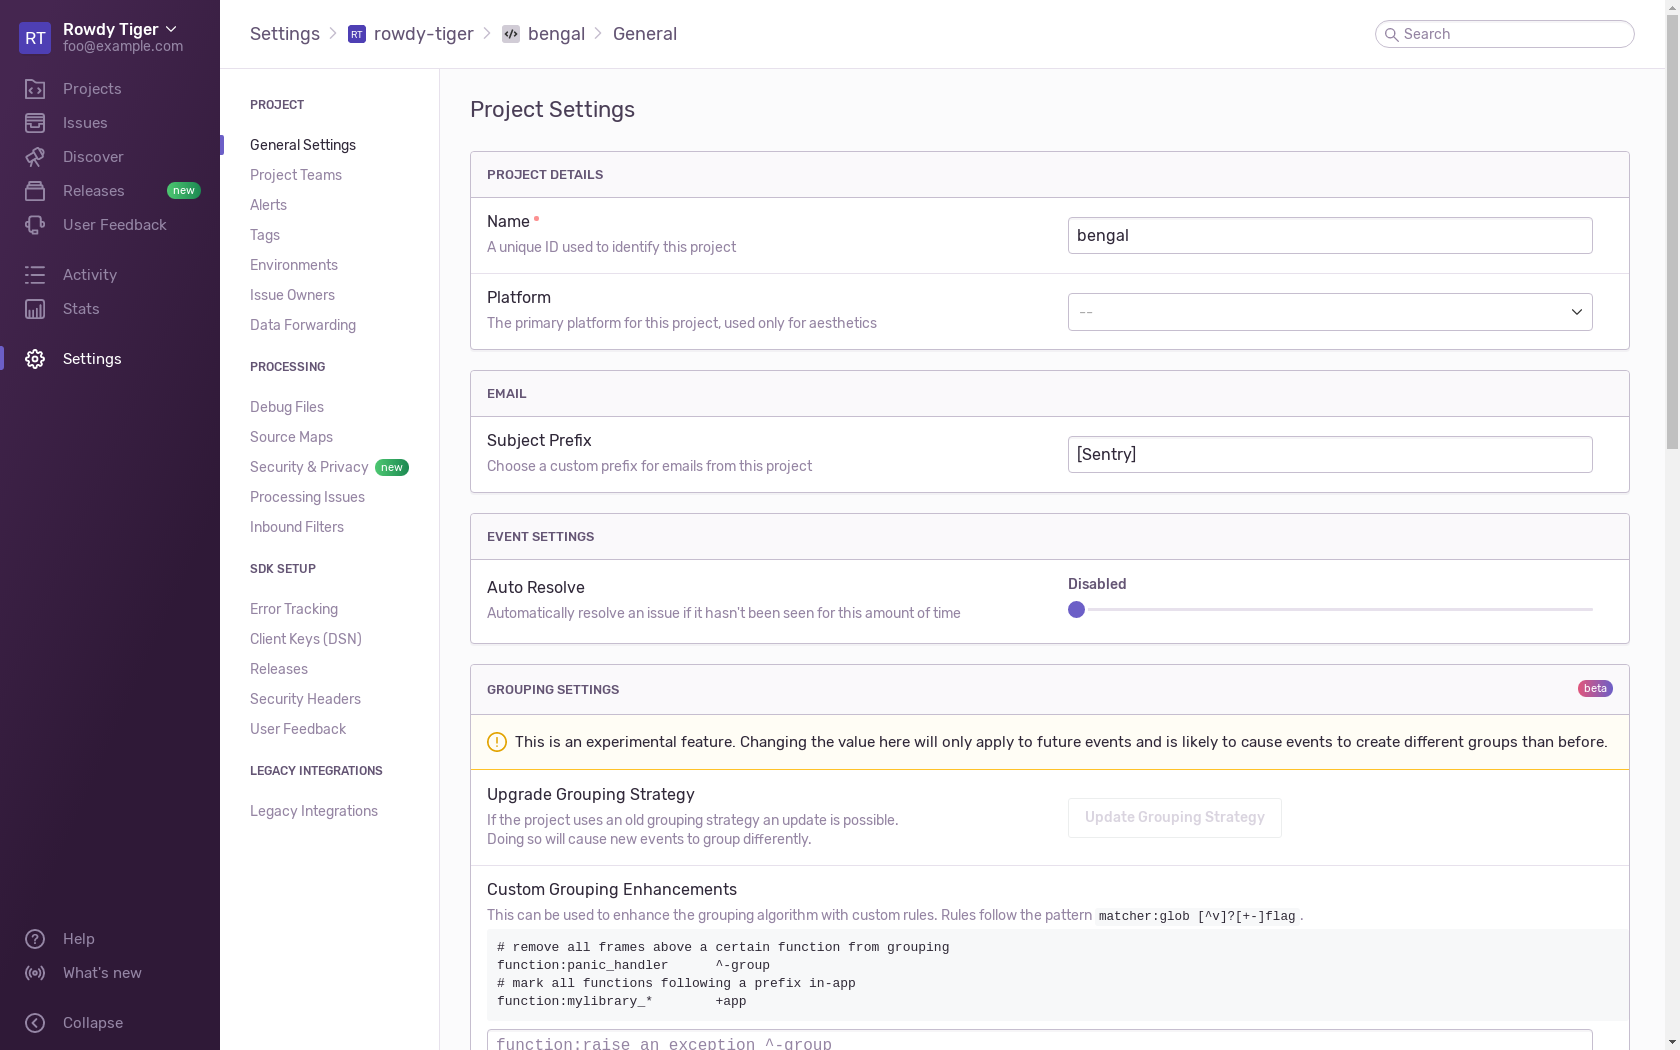 RT
Rowdy Tiger
foo@example.com
Projects
Issues
Discover
Releases
new
User Feedback
Activity
Stats
Settings
Help
What's new
Collapse
Settings
RT
rowdy-tiger
bengal
General
Search
PROJECT
General Settings
Project Teams
Alerts
Tags
Environments
Issue Owners
Data Forwarding
PROCESSING
Debug Files
Source Maps
Security & Privacy new
Processing Issues
Inbound Filters
SDK SETUP
Error Tracking
Client Keys (DSN)
Releases
Security Headers
User Feedback
LEGACY INTEGRATIONS
Legacy Integrations
Project Settings
PROJECT DETAILS
Name
A unique ID used to identify this project
bengal
Platform
The primary platform for this project, used only for aesthetics
--
EMAIL
Subject Prefix
Choose a custom prefix for emails from this project
[Sentry]
EVENT SETTINGS
Auto Resolve
Automatically resolve an issue if it hasn't been seen for this amount of time
Disabled
GROUPING SETTINGS
beta
This is an experimental feature. Changing the value here will only apply to future events and is likely to cause events to create different groups than before.
Upgrade Grouping Strategy
If the project uses an old grouping strategy an update is possible.
Doing so will cause new events to group differently.
Update Grouping Strategy
Custom Grouping Enhancements
This can be used to enhance the grouping algorithm with custom rules. Rules follow the pattern matcher:glob [^v]?[+-]flag.
# remove all frames above a certain function from grouping
function:panic_handler      ^-group
# mark all functions following a prefix in-app
function:mylibrary_*        +app
function:raise_an_exception ^-group